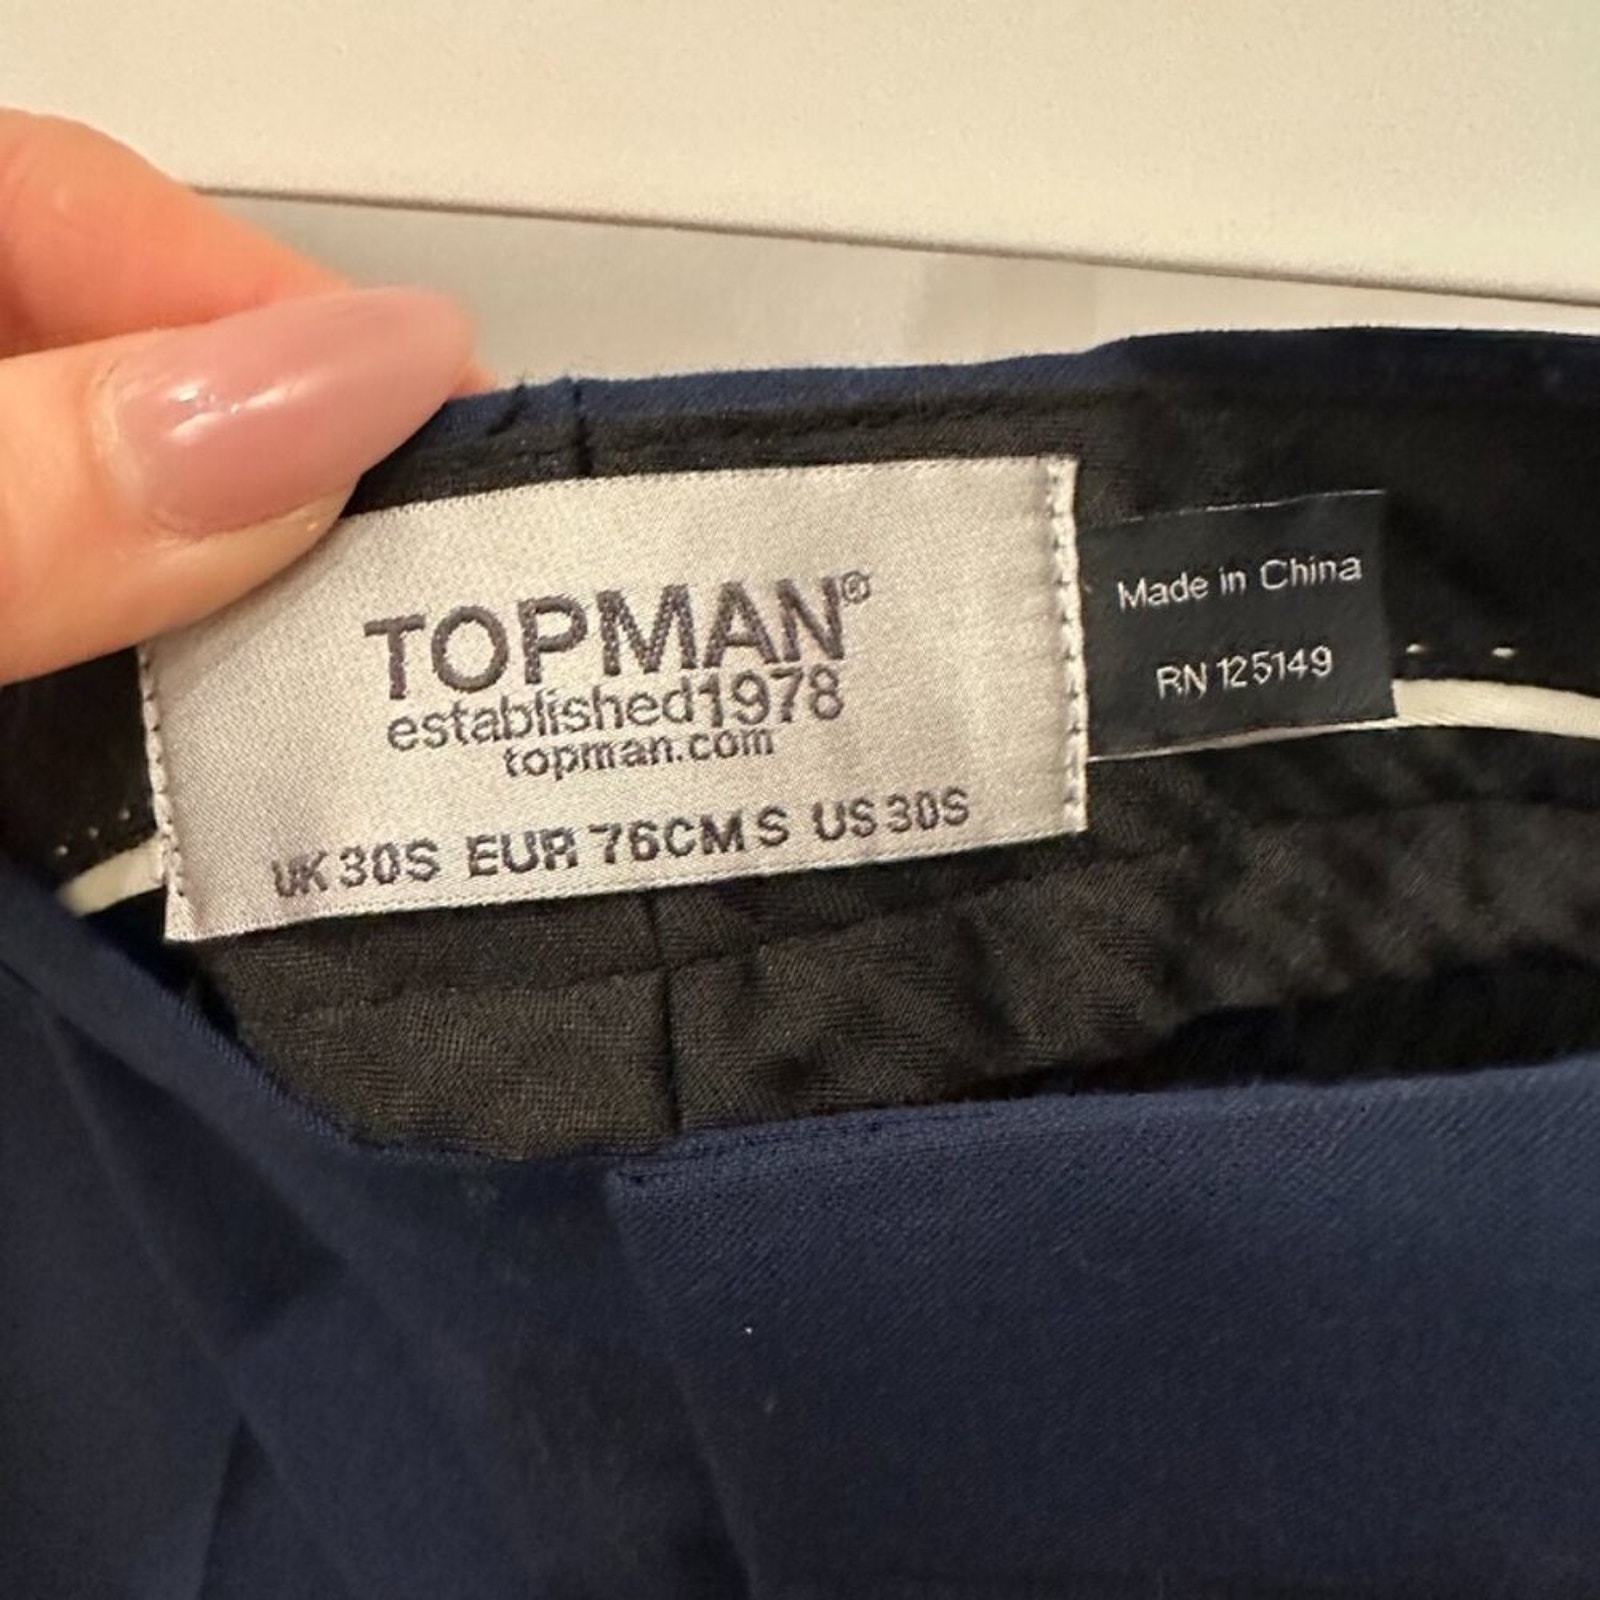 TOPMAN®
established1978
topman.com
UK 30S EUR 76CM S US 30S
Made in China
RN 125149